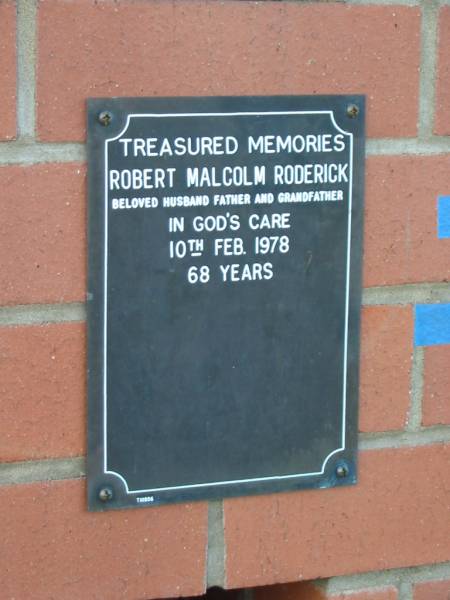 TREASURED MEMORIES
ROBERT MALCOLM RODERICK
BELOVED HUSBAND FATHER AND GRANDFATHER
IN GOD'S CARE
10TH FEB. 1978
68 YEARS